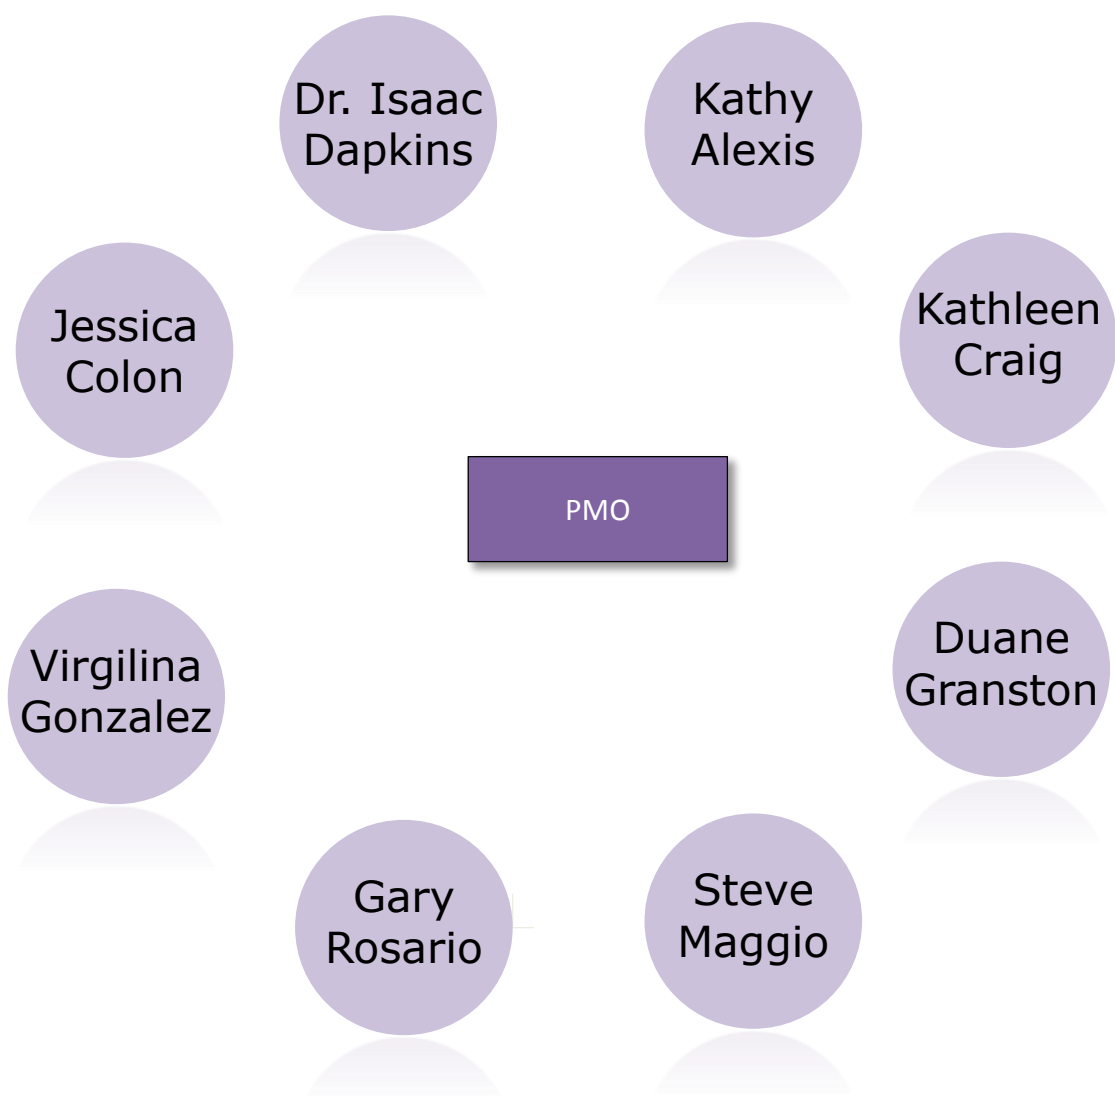 Dr. Isaac
Dapkins
Kathy
Alexis
Kathleen
Craig
Jessica
Colon
PMO
Duane
Granston
Virgilina
Gonzalez
Gary
Rosario
Steve
Maggio